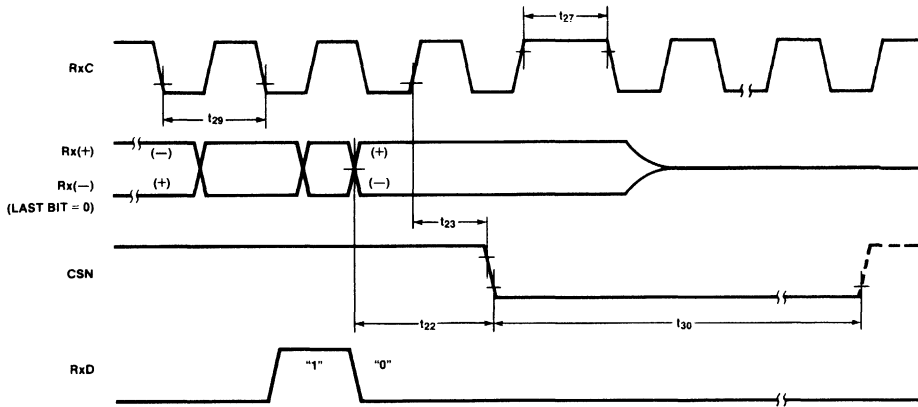 t27
RxC
t29
Rx(+)
(—)
(+)
Rx(—)
(+)
(—)
(LAST BIT = 0)
t23
CSN
t22
t30
RxD
"1"
"0"